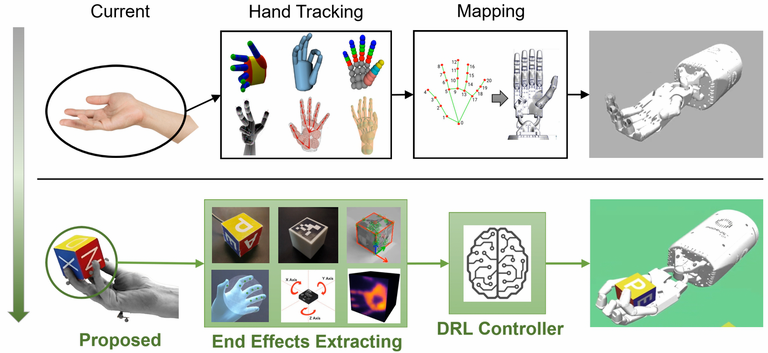 Current
Hand Tracking
Mapping
Proposed
End Effects Extracting
DRL Controller
X Axis
Y Axis
Z Axis